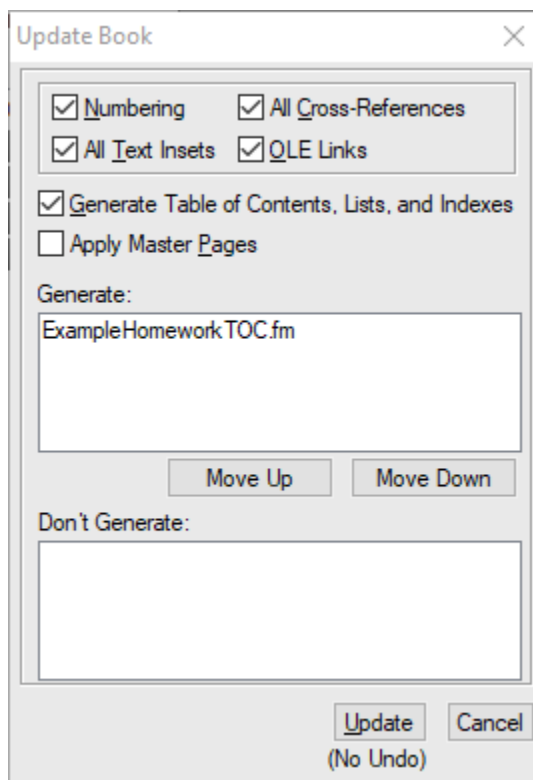 Update Book
Numbering All Cross-References
All Text Insets OLE Links
Generate Table of Contents, Lists, and Indexes
Apply Master Pages
Generate:
ExampleHomeworkTOC.fm
Move Up Move Down
Don't Generate:
Update Cancel
(No Undo)